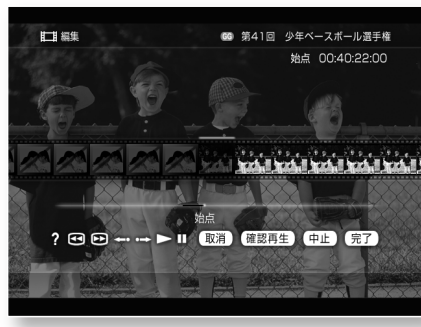 編集
GG 第41回 少年ベースボール選手権
始点 00:40:22:00
始点
? 取消 確認再生 中止 完了